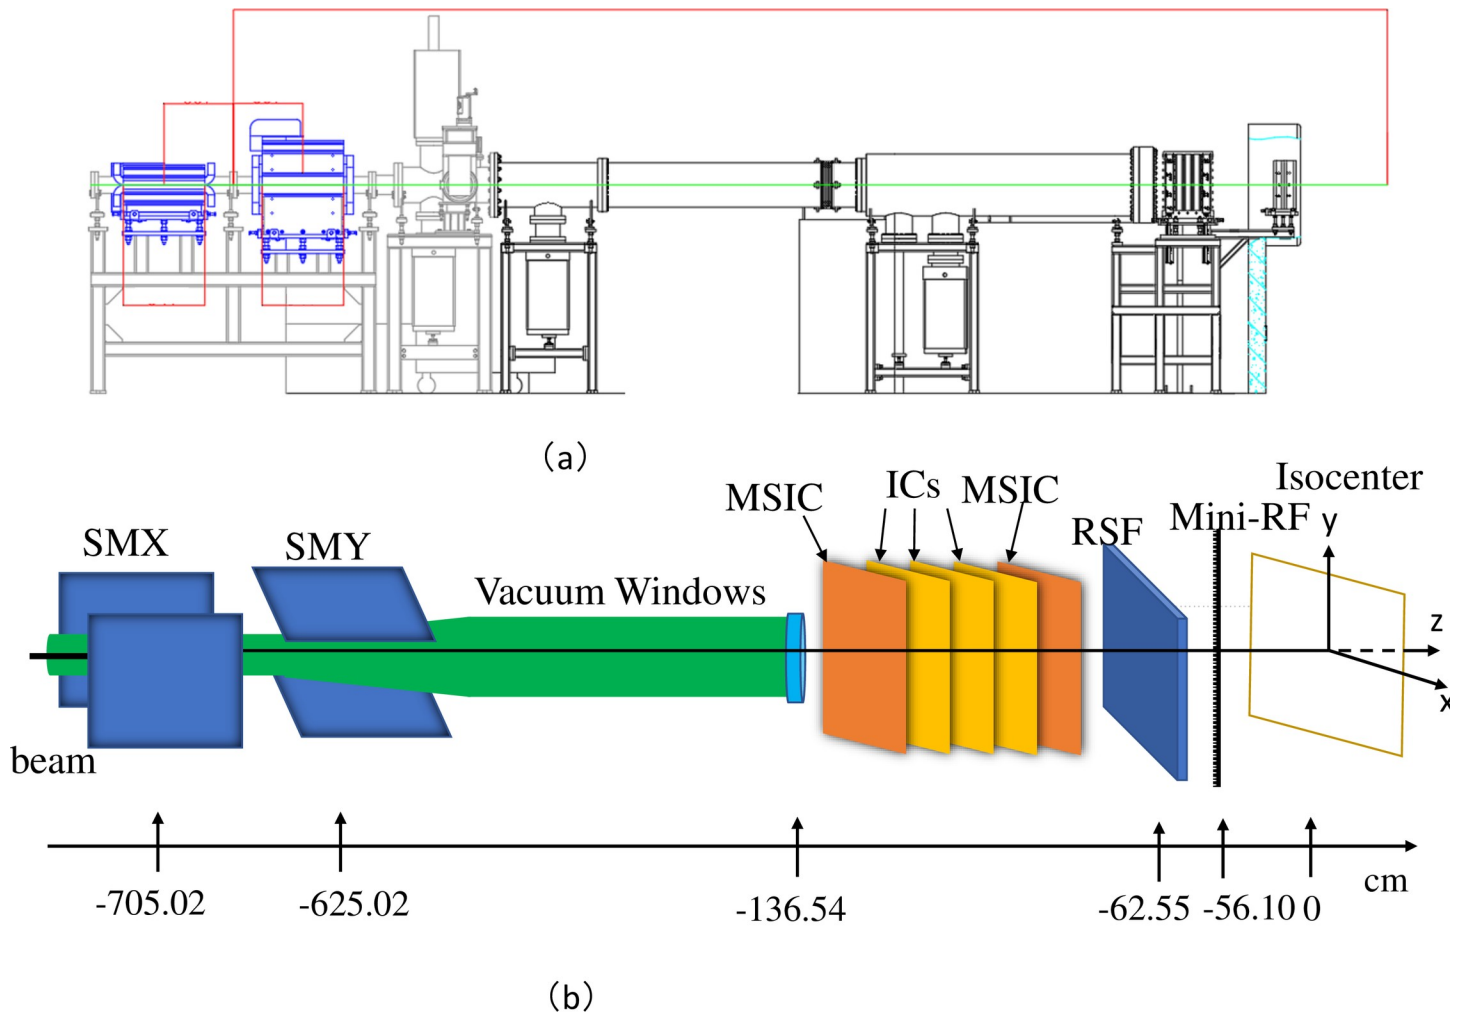 (a)
Isocenter
MSIC
ICs
MSIC
Mini-RF
y
RSF
SMX
SMY
Vacuum Windows
z
x
beam
cm
-705.02
-625.02
-136.54
-62.55
-56.10
0
(b)